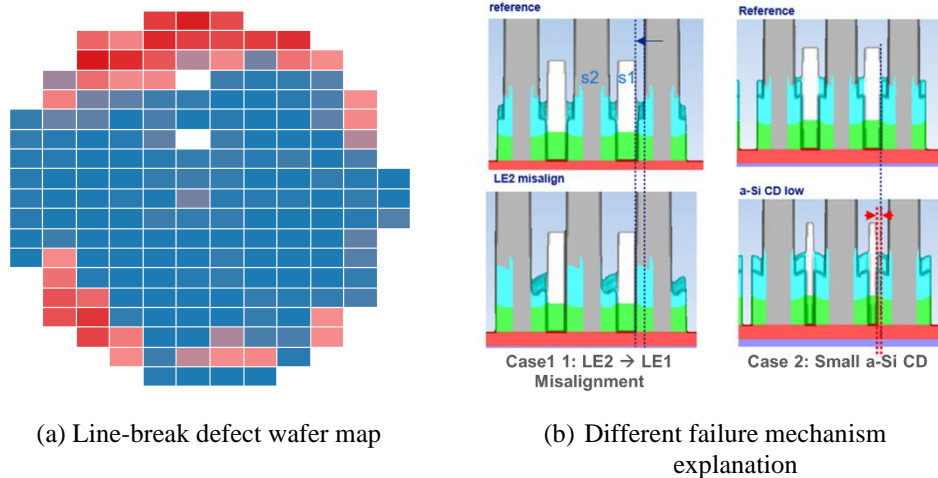 reference
s2
s1
LE2 misalign
Case1 1: LE2 → LE1
Misalignment
Reference
a-Si CD low
Case 2: Small a-Si CD
(a) Line-break defect wafer map
(b) Different failure mechanism
explanation